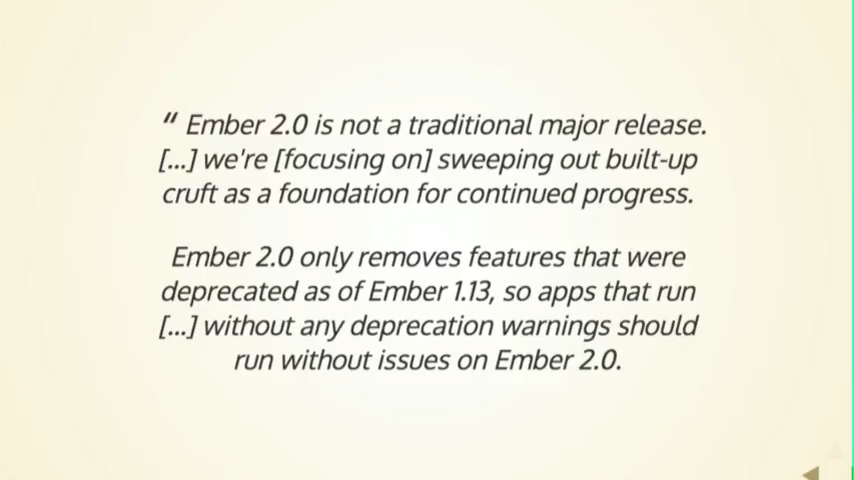 “ Ember 2.0 is not a traditional major release.
[...] we're [focusing on] sweeping out built-up
cruft as a foundation for continued progress.
Ember 2.0 only removes features that were
deprecated as of Ember 1.13, so apps that run
[...] without any deprecation warnings should
run without issues on Ember 2.0.